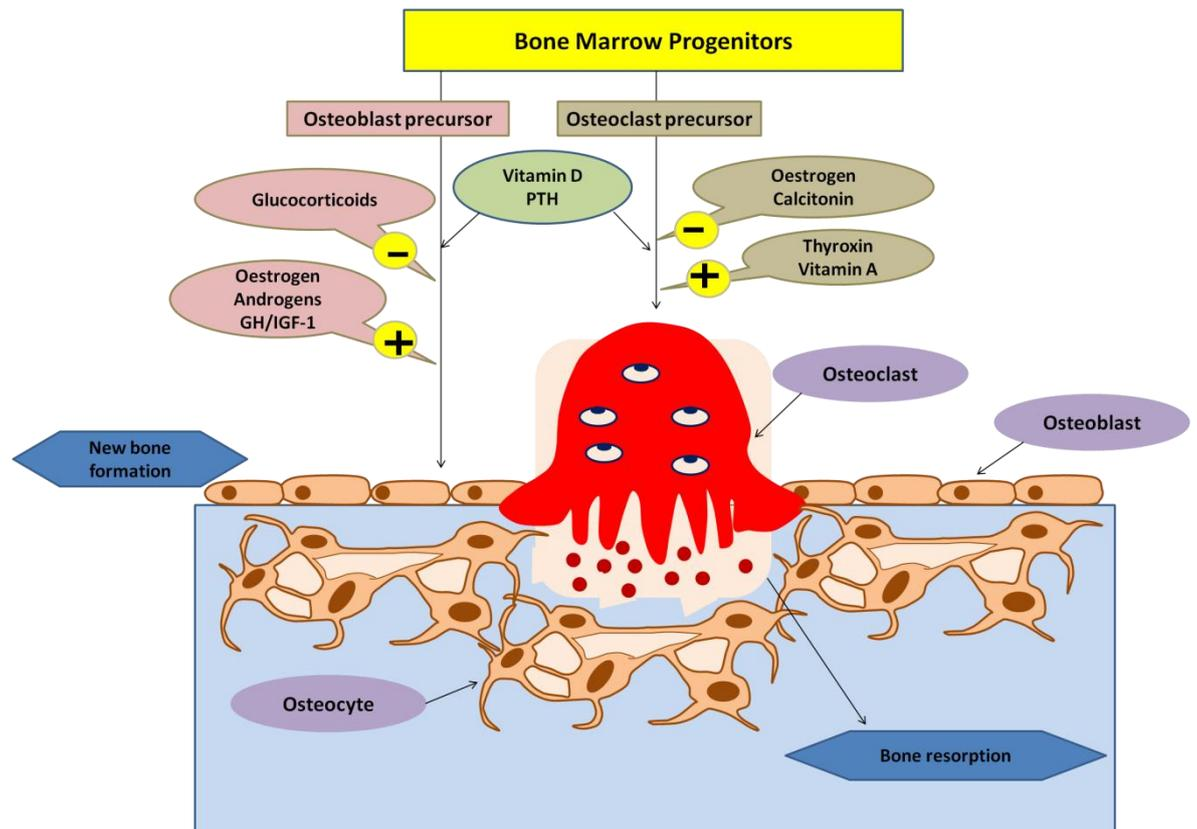 Bone Marrow Progenitors
Osteoblast precursor
Osteoclast precursor
Glucocorticoids
−
Vitamin D
PTH
Oestrogen
Calcitonin
−
Thyroxin
Vitamin A
+
Oestrogen
Androgens
GH/IGF-1
+
Osteoclast
Osteoblast
New bone
formation
Osteocyte
Bone resorption